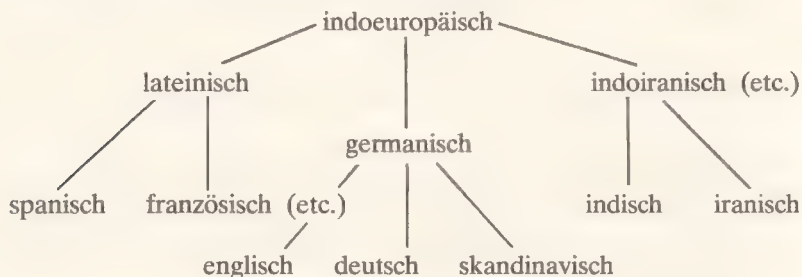 indoeuropäisch
lateinisch indoiranisch (etc.)
germanisch
spanisch französisch (etc.) indisch iranisch
englisch deutsch skandinavisch